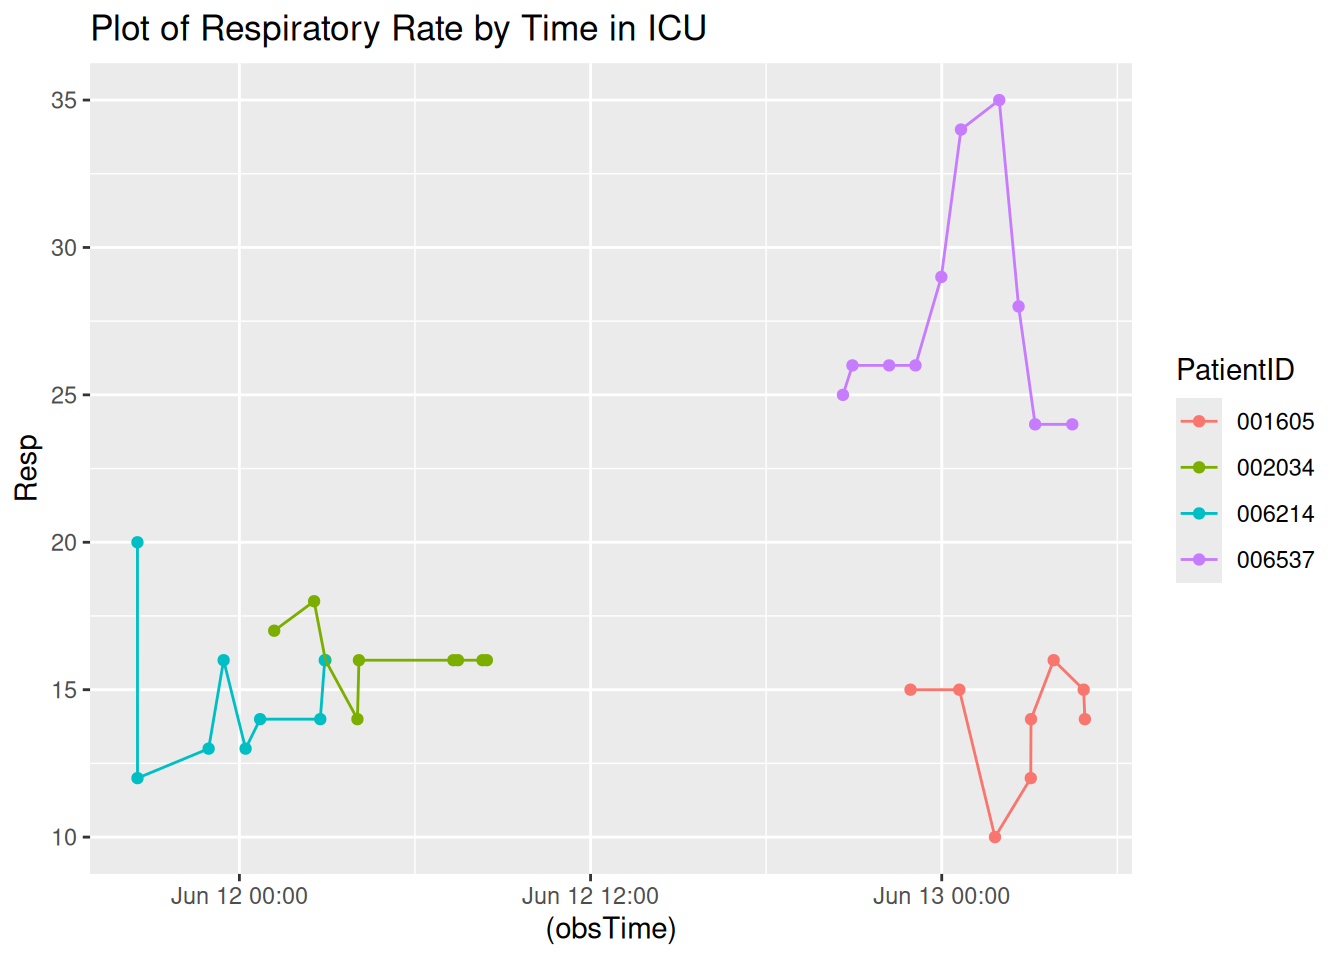 Plot of Respiratory Rate by Time in ICU
35
30
25
20
15
10
Resp
Jun 12 00:00
Jun 12 12:00
Jun 13 00:00
(obsTime)
PatientID
001605
002034
006214
006537